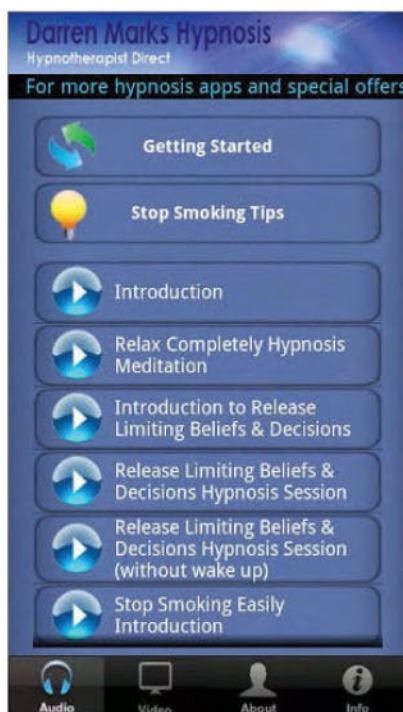 Darren Marks Hypnosis
Hypnotherapist Direct
For more hypnosis apps and special offers
Getting Started
Stop Smoking Tips
Introduction
Relax Completely Hypnosis
Meditation
Introduction to Release
Limiting Beliefs & Decisions
Release Limiting Beliefs &
Decisions Hypnosis Session
Release Limiting Beliefs &
Decisions Hypnosis Session
(without wake up)
Stop Smoking Easily
Introduction
Audio Video About Info